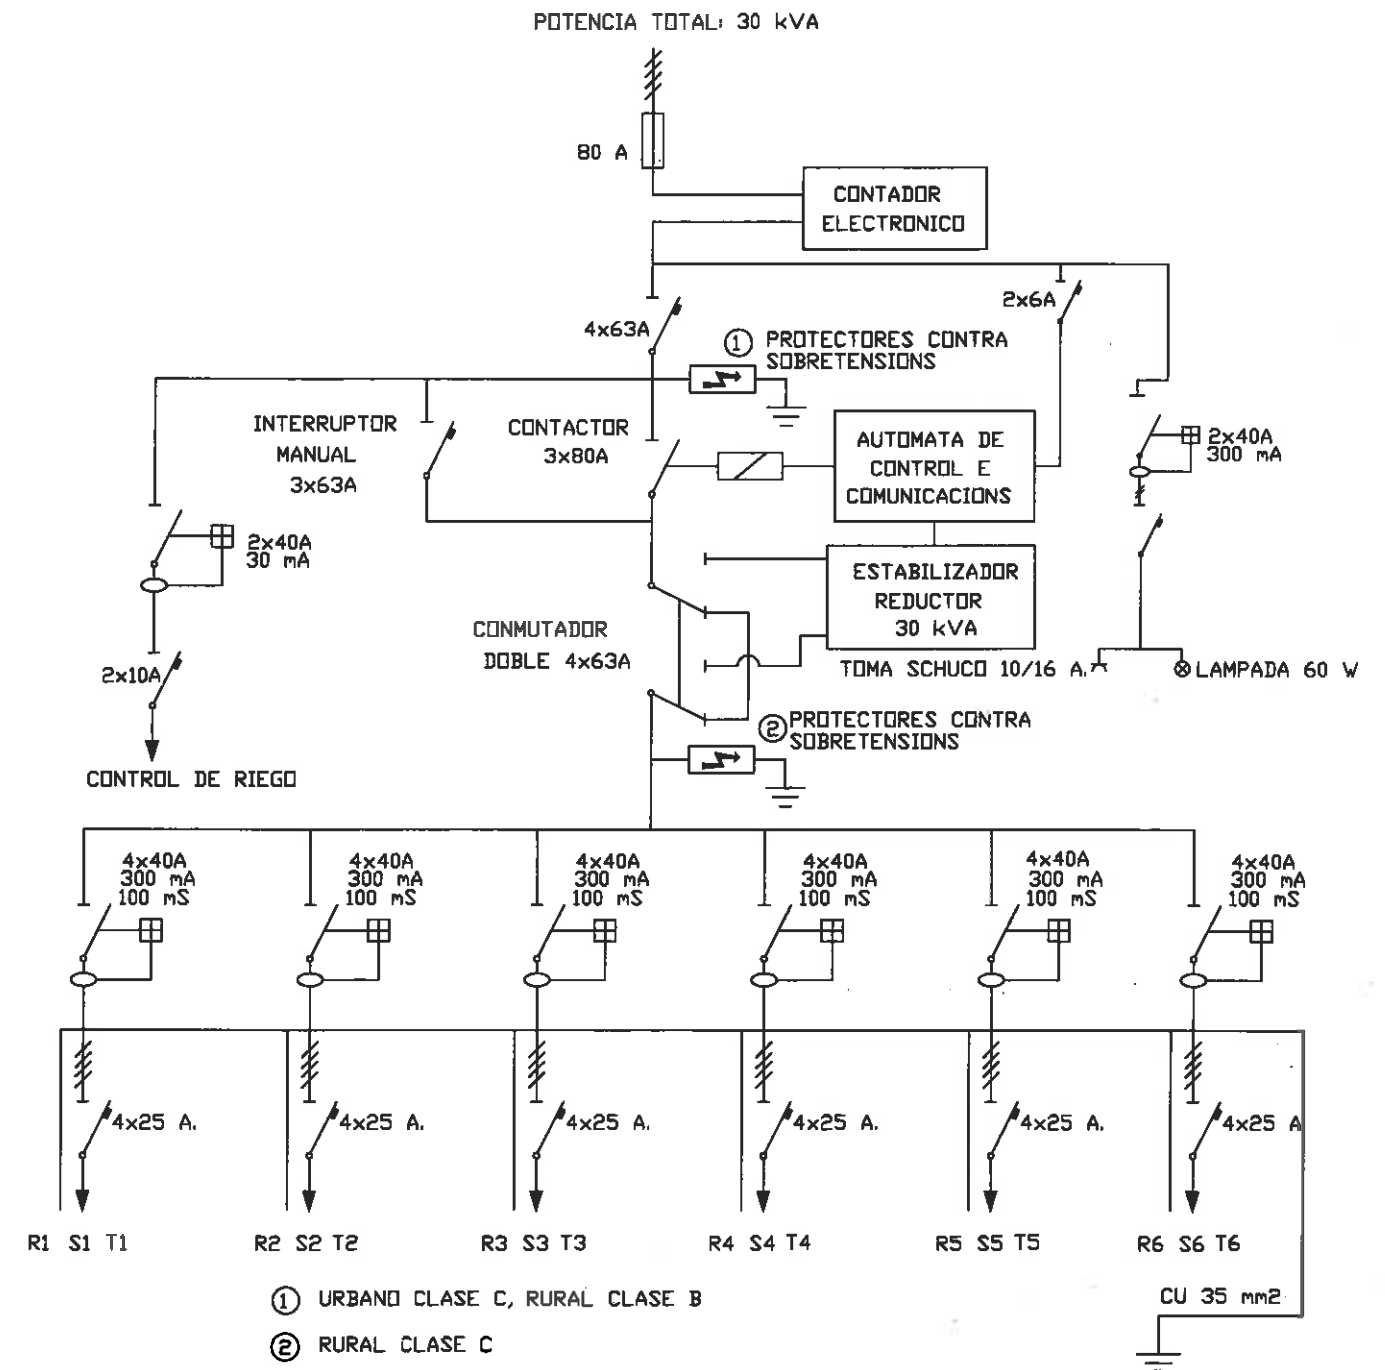 POTENCIA TOTAL: 30 kVA
80 A
CONTADOR
ELECTRONICO
2x6A
4x63A
1 PROTECTORES CONTRA
SOBRETENSIONS
INTERRUPTOR
MANUAL
3x63A
CONTACTOR
3x80A
AUTOMATA DE
CONTROL E
COMUNICACIONS
2x40A
300 mA
2x40A
30 mA
ESTABILIZADOR
REDUCTOR
30 kVA
CONMUTADOR
DOBLE 4x63A
2x10A
TOMA SCHUCO 10/16 A.
LAMPADA 60 W
2 PROTECTORES CONTRA
SOBRETENSIONS
CONTROL DE RIEGO
4x40A
300 mA
100 mS
4x40A
300 mA
100 mS
4x40A
300 mA
100 mS
4x40A
300 mA
100 mS
4x40A
300 mA
100 mS
4x40A
300 mA
100 mS
4x25 A.
4x25 A.
4x25 A.
4x25 A.
4x25 A.
4x25 A
R1 S1 T1
R2 S2 T2
R3 S3 T3
R4 S4 T4
R5 S5 T5
R6 S6 T6
1 URBANO CLASE C, RURAL CLASE B
CU 35 mm2
2 RURAL CLASE C